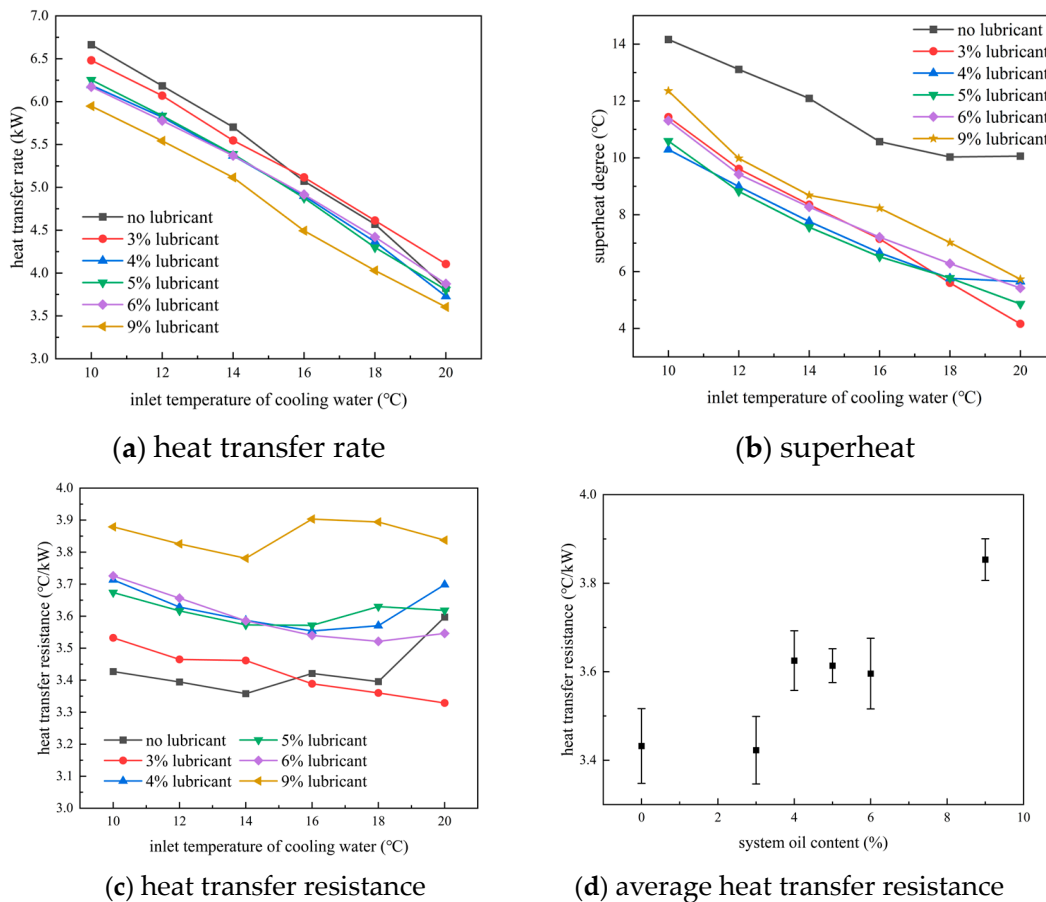 7.0
6.5
6.0
5.5
5.0
4.5
4.0
3.5
3.0
heat transfer rate (kW)
no lubricant
3% lubricant
4% lubricant
5% lubricant
6% lubricant
9% lubricant
10 12 14 16 18 20
inlet temperature of cooling water (℃)
(a) heat transfer rate
14
12
10
8
6
4
superheat degree (℃)
no lubricant
3% lubricant
4% lubricant
5% lubricant
6% lubricant
9% lubricant
10 12 14 16 18 20
inlet temperature of cooling water (℃)
(b) superheat
4.0
3.9
3.8
3.7
3.6
3.5
3.4
3.3
3.2
3.1
3.0
heat transfer resistance (℃/kW)
no lubricant 5% lubricant
3% lubricant 6% lubricant
4% lubricant 9% lubricant
10 12 14 16 18 20
inlet temperature of cooling water (℃)
(c) heat transfer resistance
4.0
3.8
3.6
3.4
heat transfer resistance (℃/kW)
0 2 4 6 8 10
system oil content (%)
(d) average heat transfer resistance